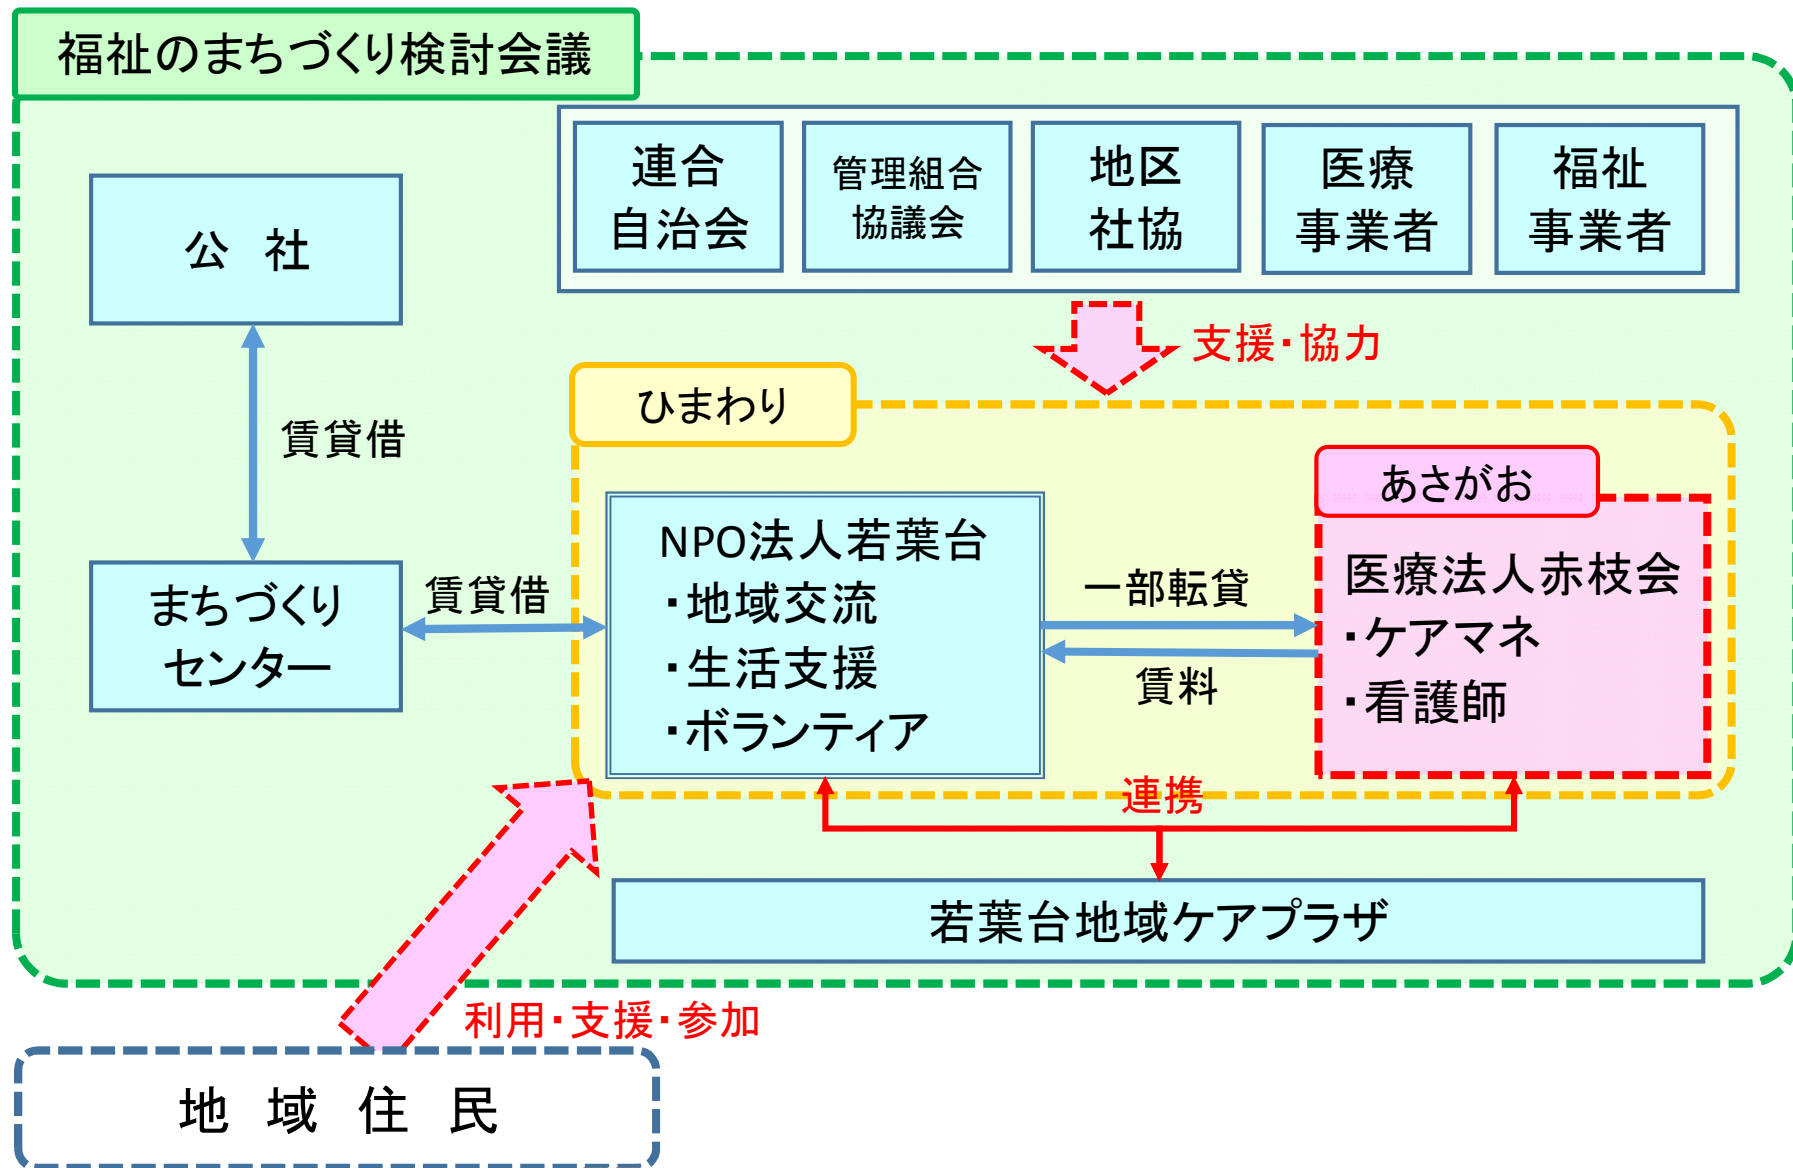 福祉のまちづくり検討会議
連合
自治会
管理組合
協議会
地区
社協
医療
事業者
福祉
事業者
公　社
支援・協力
ひまわり
賃貸借
あさがお
NPO法人若葉台
・地域交流
・生活支援
・ボランティア
医療法人赤枝会
・ケアマネ
・看護師
まちづくり
センター
賃貸借
一部転貸
賃料
連携
若葉台地域ケアプラザ
利用・支援・参加
地　域　住　民